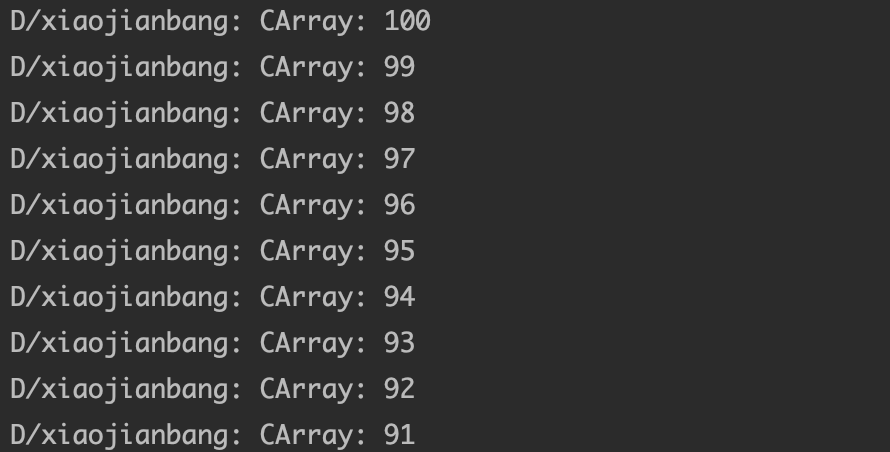 D/xiaojianbang: CArray: 100
D/xiaojianbang: CArray: 99
D/xiaojianbang: CArray: 98
D/xiaojianbang: CArray: 97
D/xiaojianbang: CArray: 96
D/xiaojianbang: CArray: 95
D/xiaojianbang: CArray: 94
D/xiaojianbang: CArray: 93
D/xiaojianbang: CArray: 92
D/xiaojianbang: CArray: 91